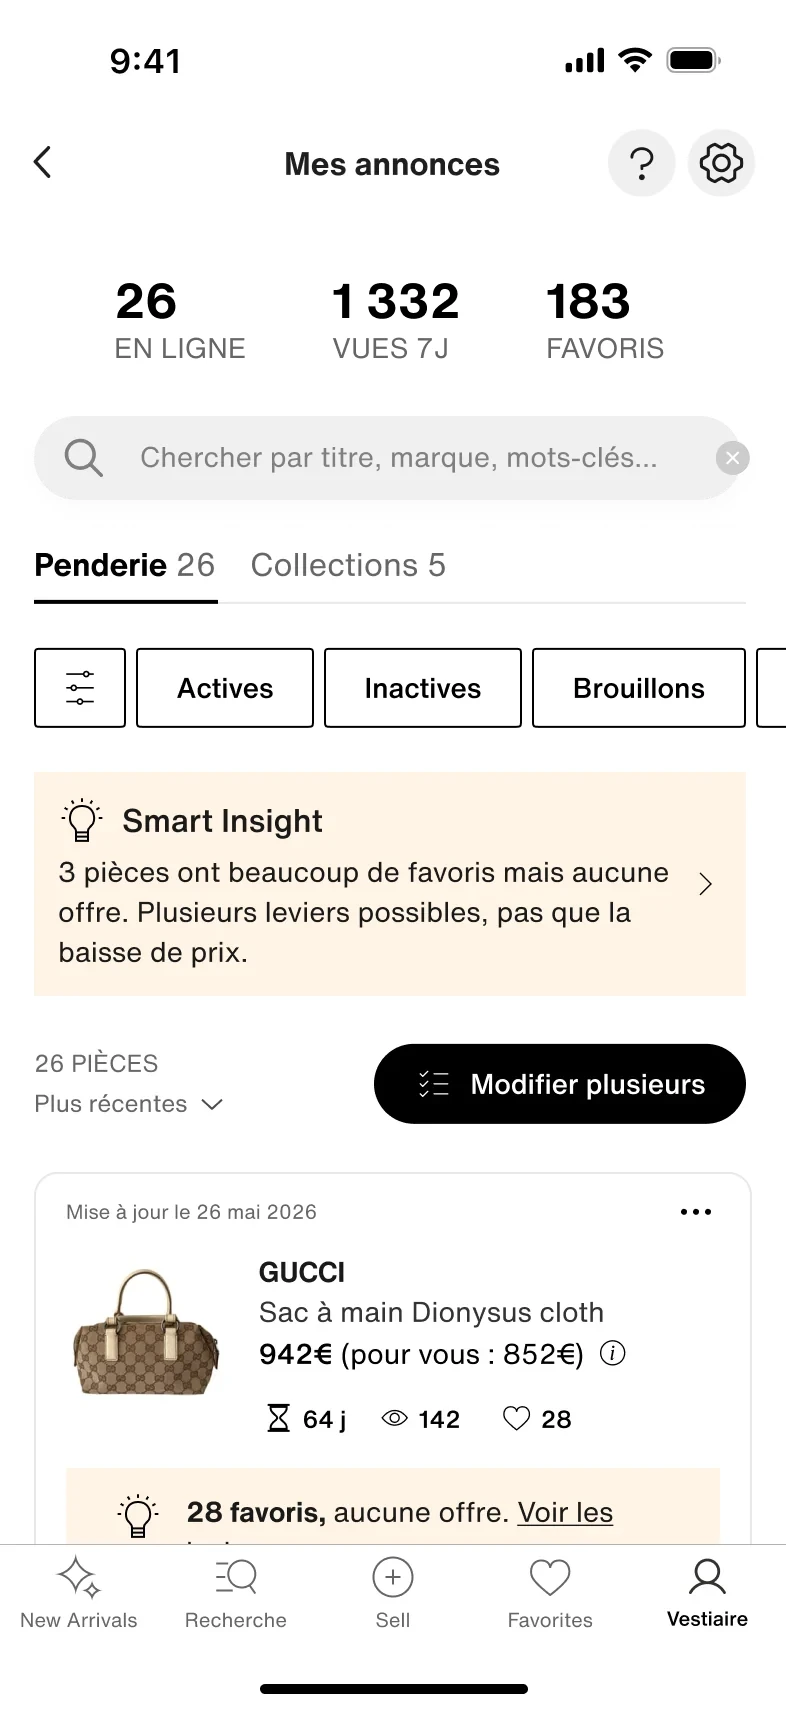 9:41
Mes annonces
?
26
EN LIGNE
1 332
VUES 7J
183
FAVORIS
Chercher par titre, marque, mots-clés...
Penderie 26
Collections 5
Actives
Inactives
Brouillons
Smart Insight
3 pièces ont beaucoup de favoris mais aucune
offre. Plusieurs leviers possibles, pas que la
baisse de prix.
26 PIÈCES
Plus récentes
Modifier plusieurs
Mise à jour le 26 mai 2026
GUCCI
Sac à main Dionysus cloth
942€ (pour vous : 852€)
64 j
142
28
28 favoris, aucune offre. Voir les
New Arrivals
Recherche
Sell
Favorites
Vestiaire